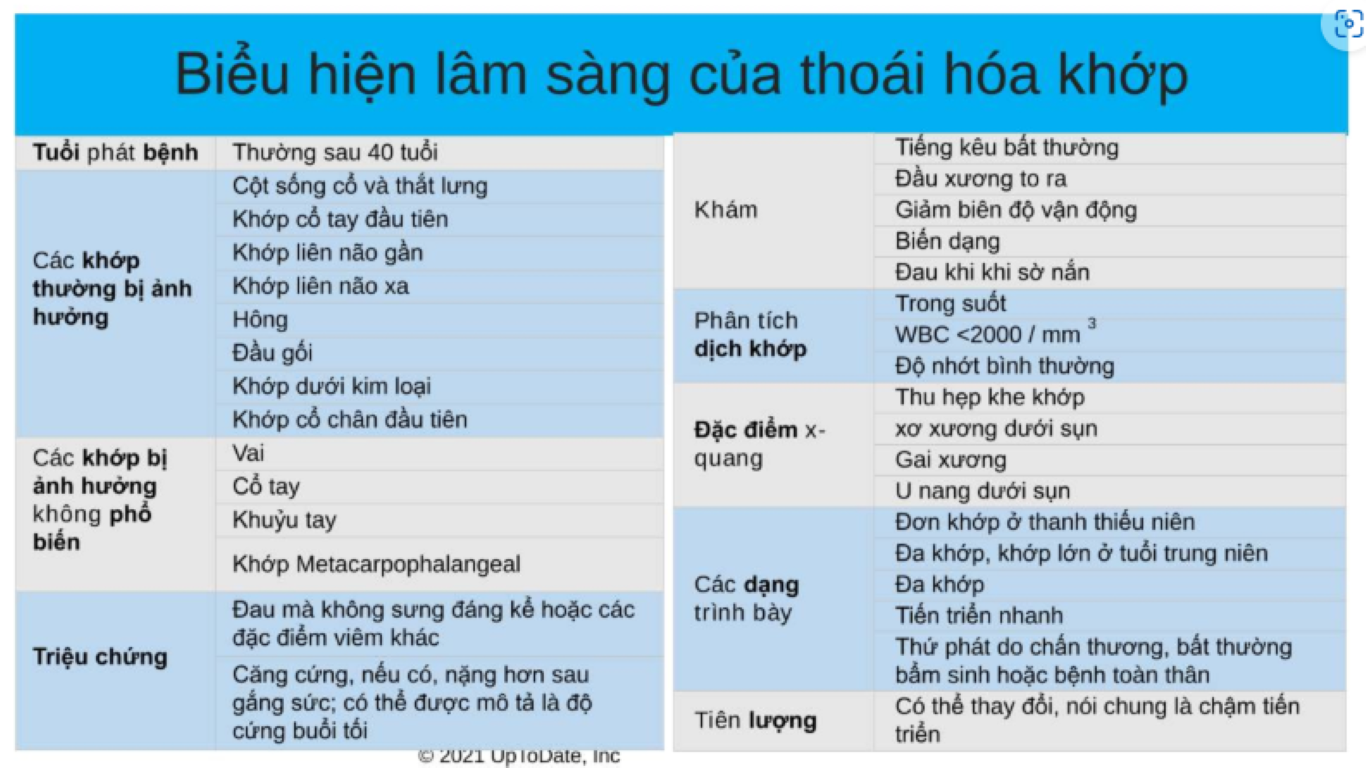 Biểu hiện lâm sàng của thoái hóa khớp
Tuổi phát bệnh
Thường sau 40 tuổi
Các khớp
thường bị ảnh
hưởng
Cột sống cổ và thắt lưng
Khớp cổ tay đầu tiên
Khớp liên não gần
Khớp liên não xa
Hông
Đầu gối
Khớp dưới kim loại
Khớp cổ chân đầu tiên
Các khớp bị
ảnh hưởng
không phổ
biến
Vai
Cổ tay
Khuỷu tay
Khớp Metacarpophalangeal
Triệu chứng
Đau mà không sưng đáng kể hoặc các
đặc điểm viêm khác
Căng cứng, nếu có, nặng hơn sau
gắng sức; có thể được mô tả là độ
cứng buổi tối
Khám
Tiếng kêu bất thường
Đầu xương to ra
Giảm biên độ vận động
Biến dạng
Đau khi khi sờ nắn
Phân tích
dịch khớp
Trong suốt
WBC <2000 / mm 3
Độ nhớt bình thường
Đặc điểm x-
quang
Thu hẹp khe khớp
xơ xương dưới sụn
Gai xương
U nang dưới sụn
Các dạng
trình bày
Đơn khớp ở thanh thiếu niên
Đa khớp, khớp lớn ở tuổi trung niên
Đa khớp
Tiến triển nhanh
Thứ phát do chấn thương, bất thường
bẩm sinh hoặc bệnh toàn thân
Tiên lượng
Có thể thay đổi, nói chung là chậm tiến
triển
© 2021 UpToDate, Inc